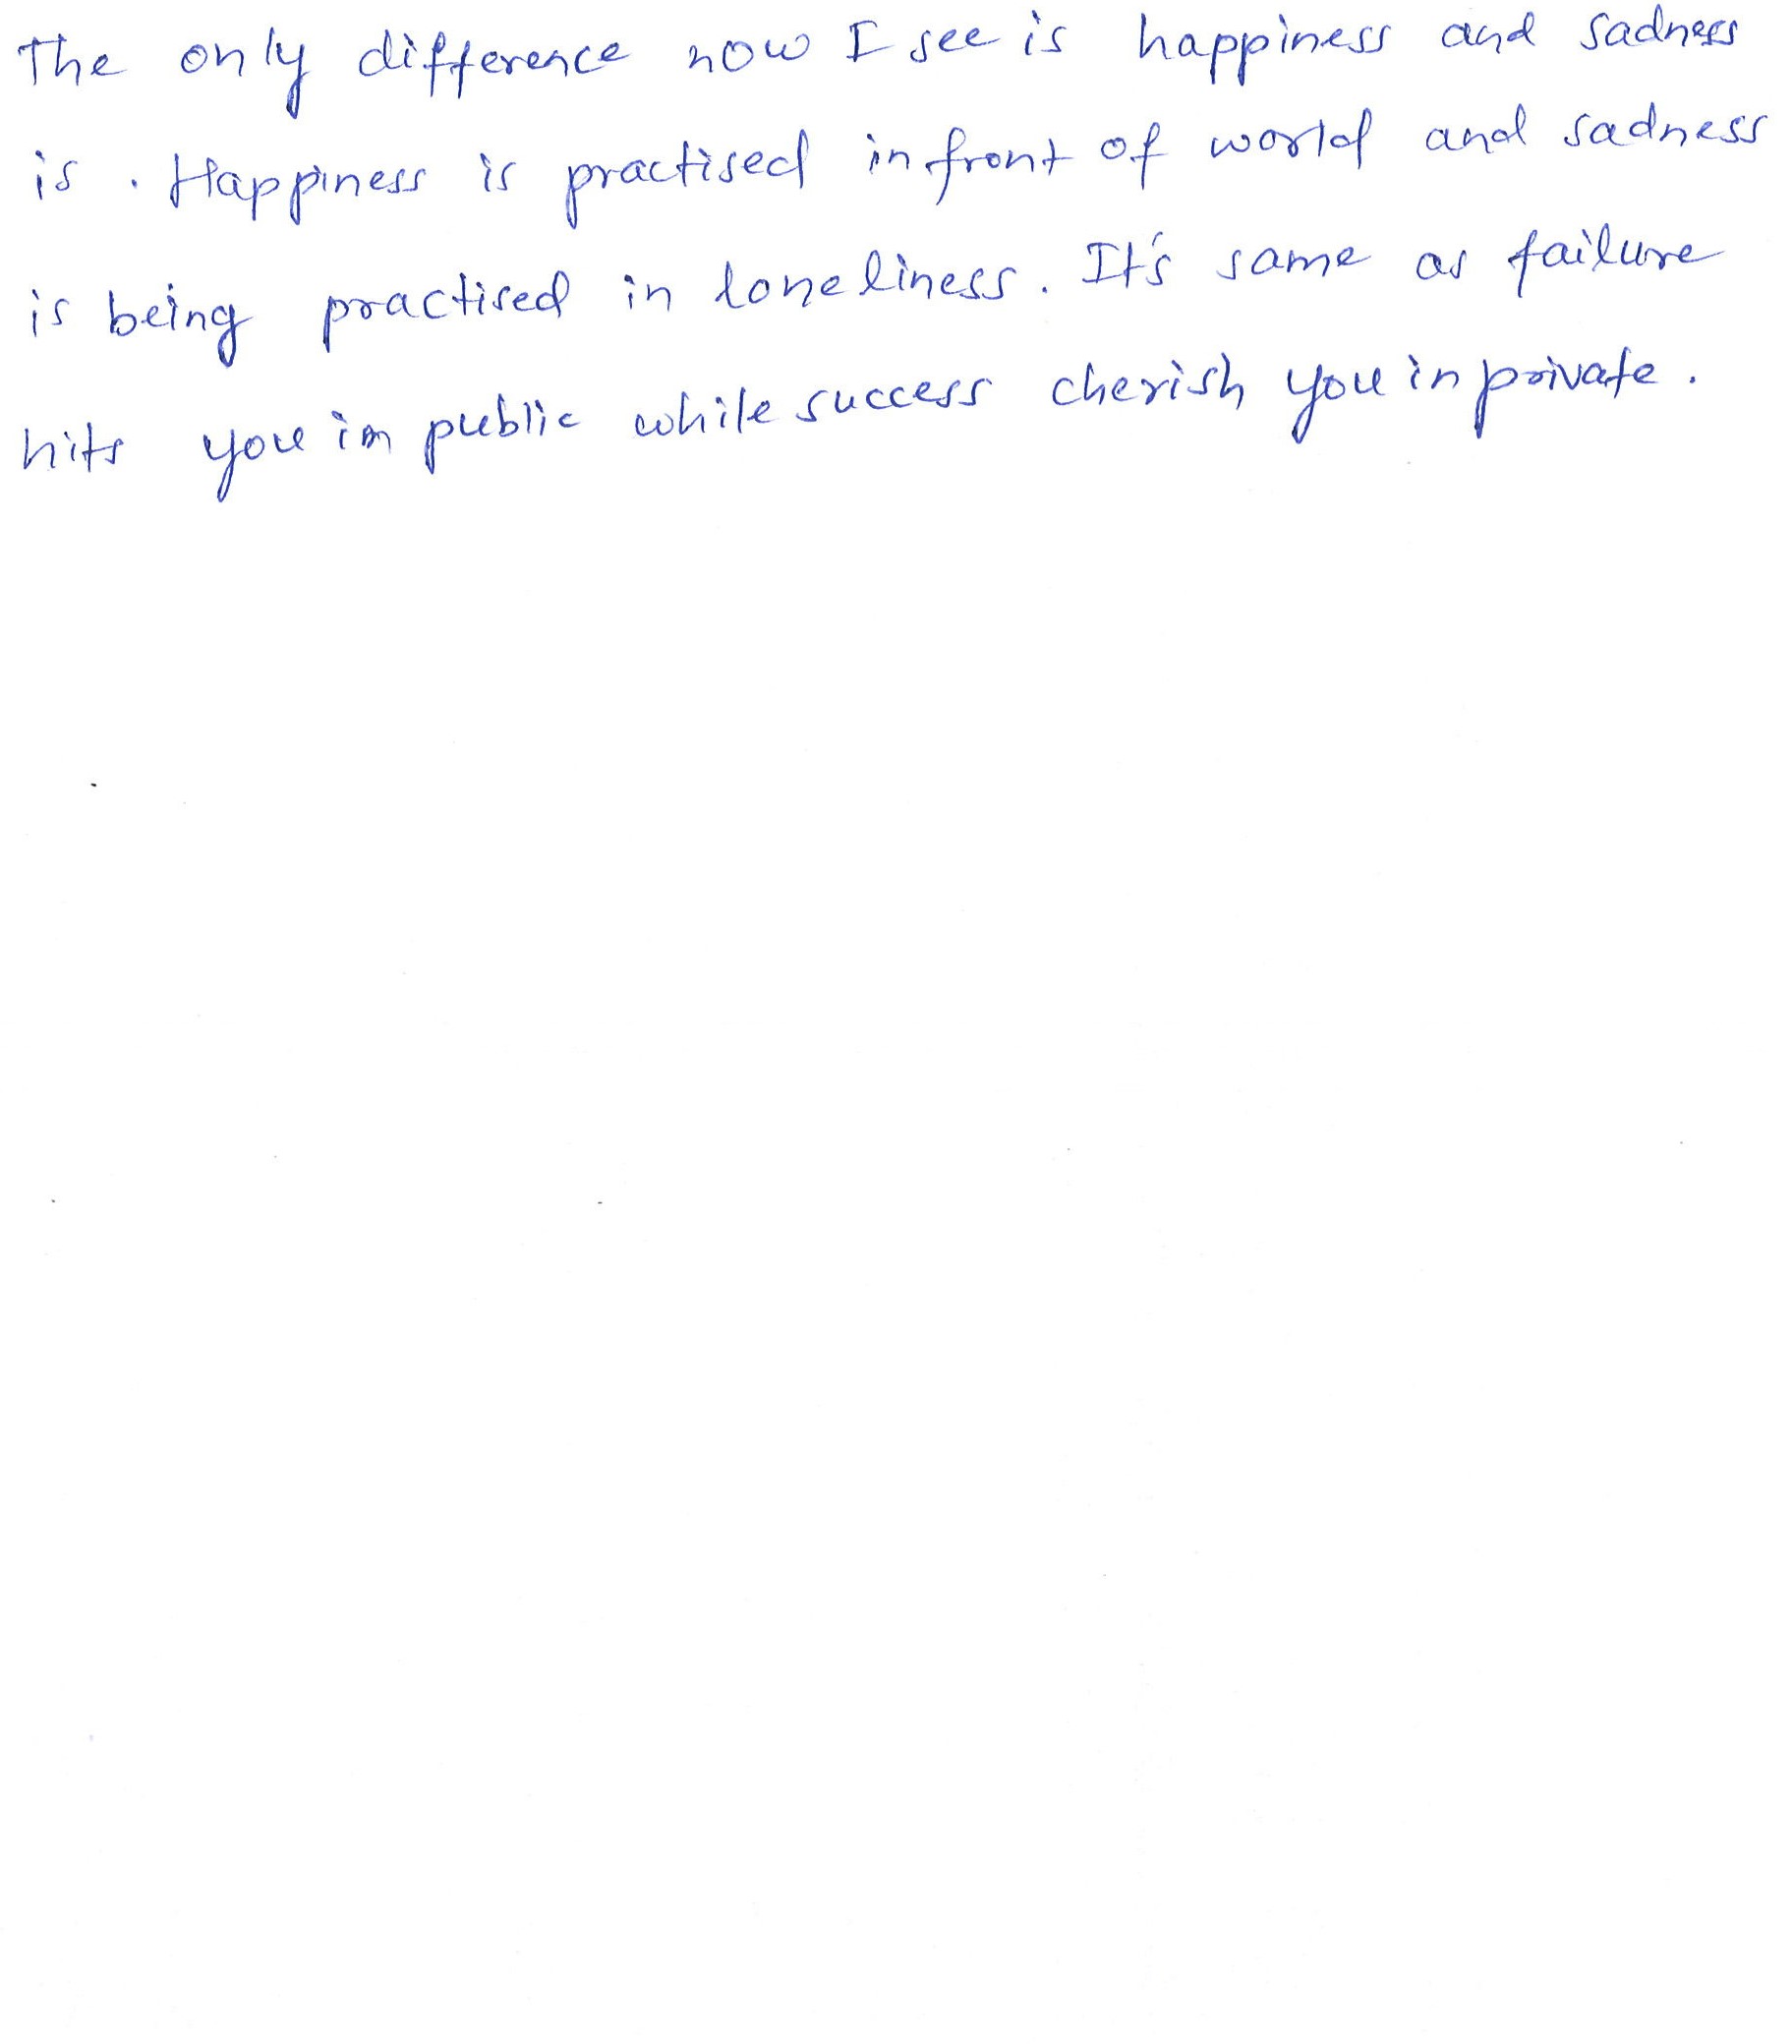 The only difference now I see is happiness and sadness
is . Happiness is practised in front of world and sadness
is being practised in loneliness. It's same as failure
hits you in public while success cherish you in private.